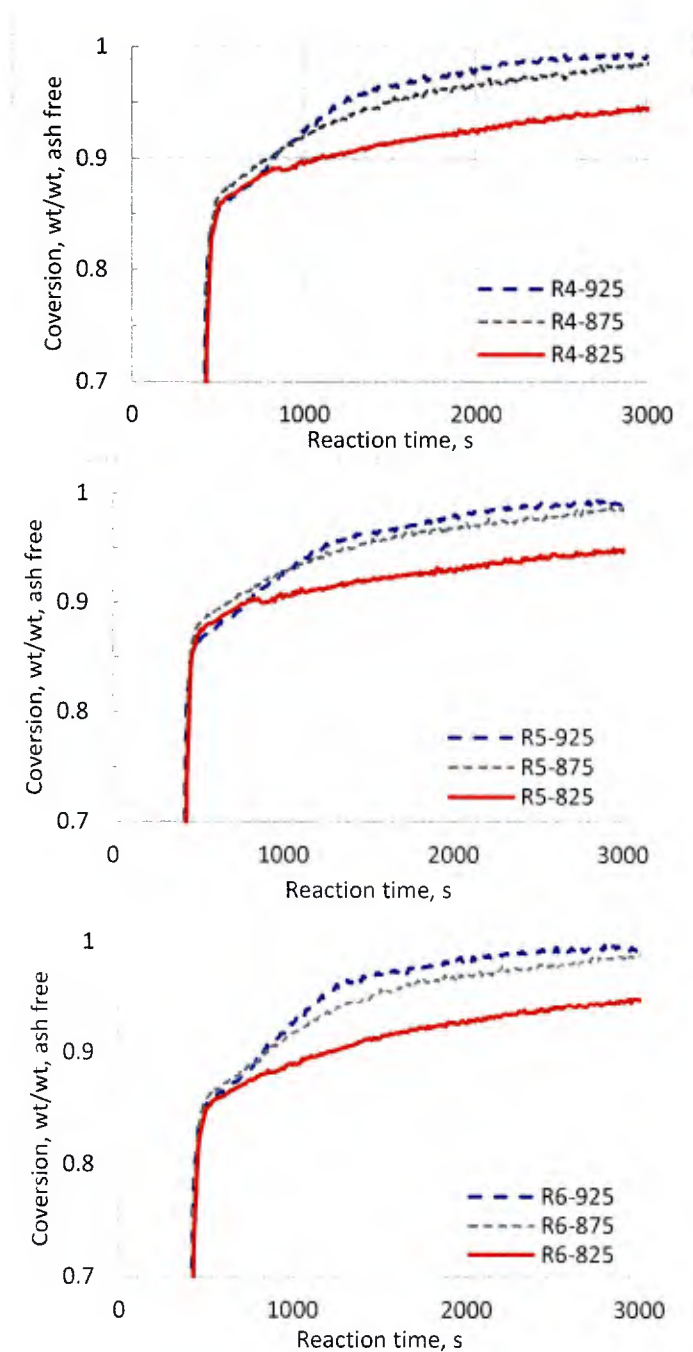 1
0.9
0.8
0.7
Coversion, wt/wt, ash free
R4-925
R4-875
R4-825
0
1000
2000
3000
Reaction time, s
1
0.9
0.8
0.7
Coversion, wt/wt, ash free
R5-925
R5-875
R5-825
0
1000
2000
3000
Reaction time, s
1
0.9
0.8
0.7
Coversion, wt/wt, ash free
R6-925
R6-875
R6-825
0
1000
2000
3000
Reaction time, s